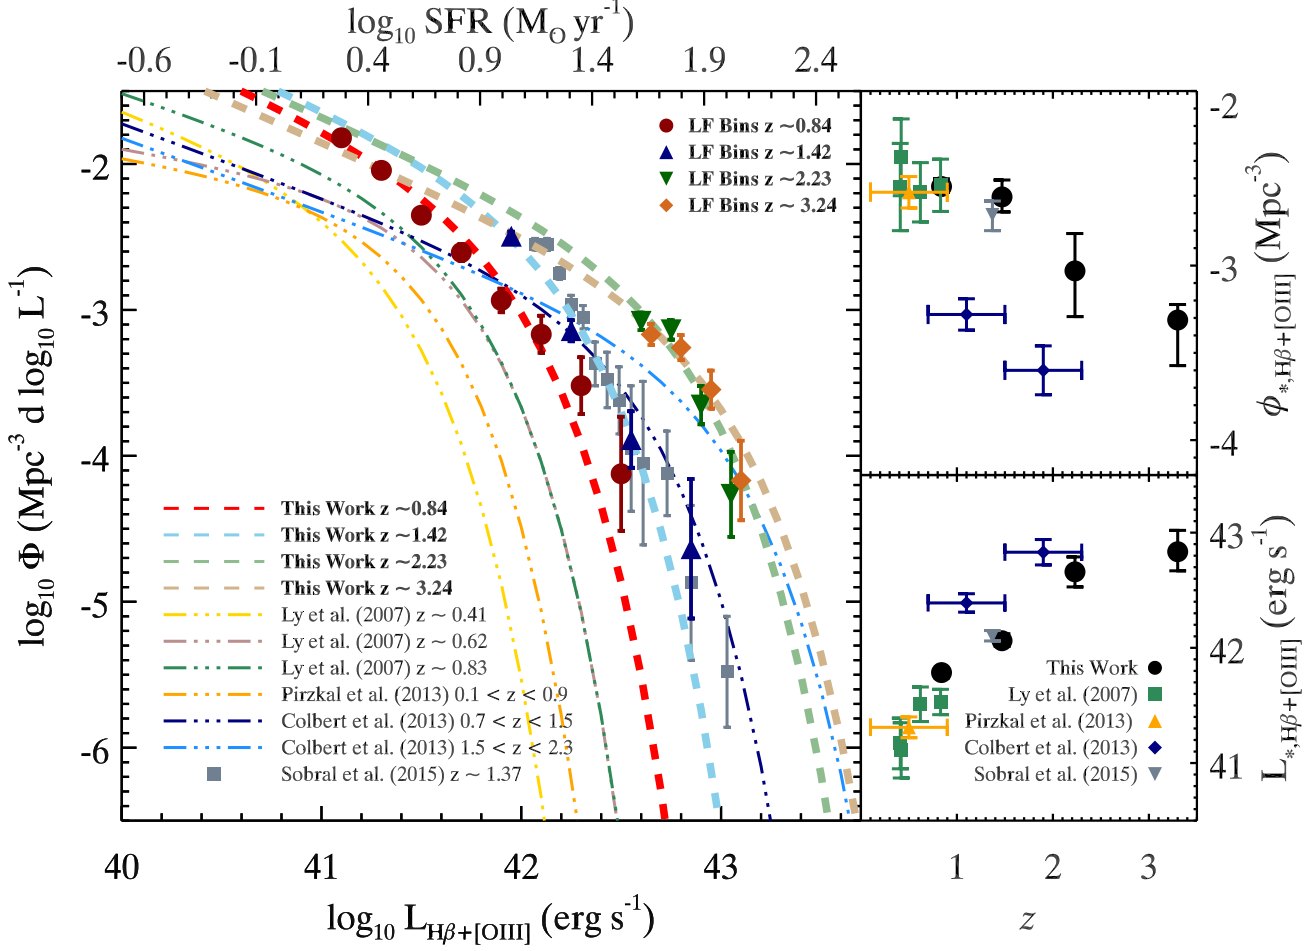 log₁₀ SFR (M⊙ yr⁻¹)
-0.6 -0.1 0.4 0.9 1.4 1.9 2.4
log₁₀ Φ (Mpc⁻³ d log₁₀ L⁻¹)
-2
-3
-4
-5
-6
LF Bins z ~0.84
LF Bins z ~1.42
LF Bins z ~2.23
LF Bins z ~ 3.24
This Work z ~0.84
This Work z ~1.42
This Work z ~2.23
This Work z ~ 3.24
Ly et al. (2007) z ~ 0.41
Ly et al. (2007) z ~ 0.62
Ly et al. (2007) z ~ 0.83
Pirzkal et al. (2013) 0.1 < z < 0.9
Colbert et al. (2013) 0.7 < z < 1.5
Colbert et al. (2013) 1.5 < z < 2.3
Sobral et al. (2015) z ~ 1.37
40 41 42 43
log₁₀ L_Hβ+[OIII] (erg s⁻¹)
-2
-3
-4
ϕ_*,Hβ+[OIII] (Mpc⁻³)
This Work
Ly et al. (2007)
Pirzkal et al. (2013)
Colbert et al. (2013)
Sobral et al. (2015)
43
42
41
L_*,Hβ+[OIII] (erg s⁻¹)
1 2 3
z